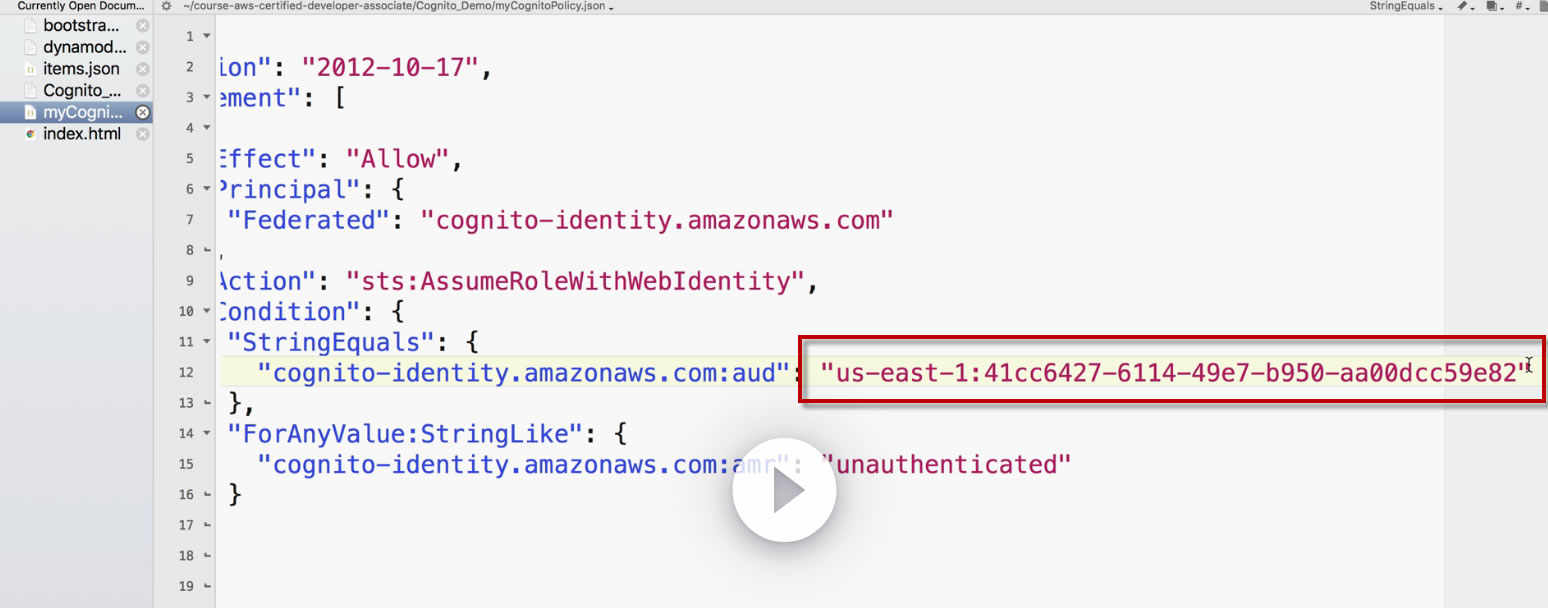 Currently Open Docum...
~/course-aws-certified-developer-associate/Cognito_Demo/myCognitoPolicy.json
StringEquals
#
bootstra...
dynamod...
items.json
Cognito_...
myCogni...
index.html
1
2 ion": "2012-10-17",
3 ement": [
4
5 Effect": "Allow",
6 Principal": {
7 "Federated": "cognito-identity.amazonaws.com"
8 ,
9 Action": "sts:AssumeRoleWithWebIdentity",
10 Condition": {
11 "StringEquals": {
12 "cognito-identity.amazonaws.com:aud": "us-east-1:41cc6427-6114-49e7-b950-aa00dcc59e82"
13 },
14 "ForAnyValue:StringLike": {
15 "cognito-identity.amazonaws.com:amr": "unauthenticated"
16 }
17
18
19